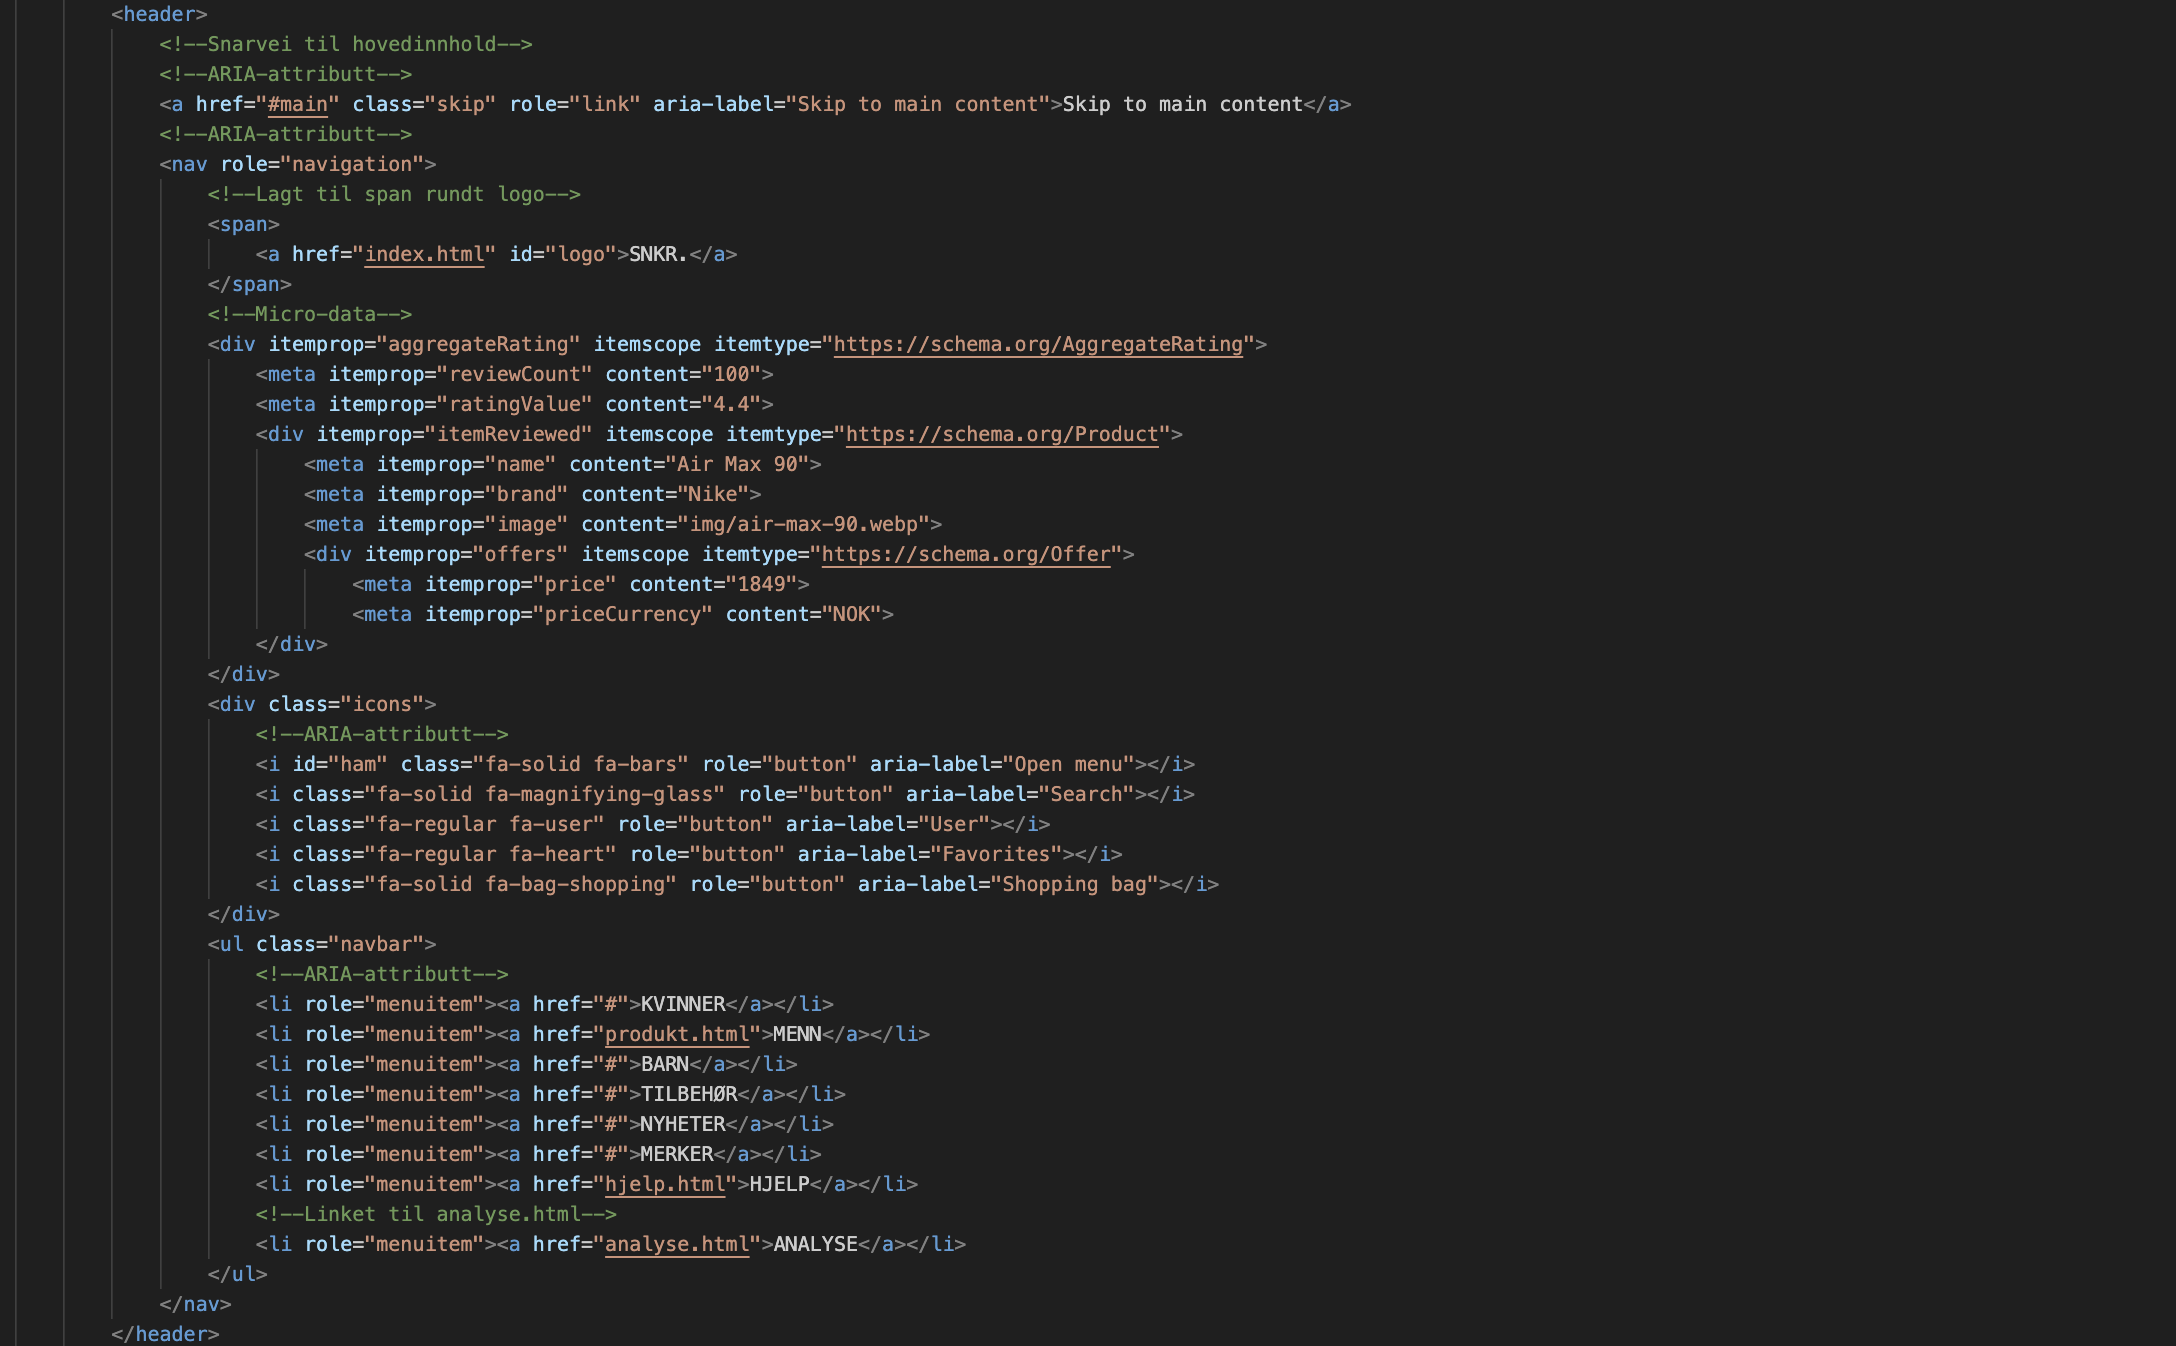 <header>
<!--Snarvei til hovedinnhold-->
<!--ARIA-attributt-->
<a href="#main" class="skip" role="link" aria-label="Skip to main content">Skip to main content</a>
<!--ARIA-attributt-->
<nav role="navigation">
<!--Lagt til span rundt logo-->
<span>
<a href="index.html" id="logo">SNKR.</a>
</span>
<!--Micro-data-->
<div itemprop="aggregateRating" itemscope itemtype="https://schema.org/AggregateRating">
<meta itemprop="reviewCount" content="100">
<meta itemprop="ratingValue" content="4.4">
<div itemprop="itemReviewed" itemscope itemtype="https://schema.org/Product">
<meta itemprop="name" content="Air Max 90">
<meta itemprop="brand" content="Nike">
<meta itemprop="image" content="img/air-max-90.webp">
<div itemprop="offers" itemscope itemtype="https://schema.org/Offer">
<meta itemprop="price" content="1849">
<meta itemprop="priceCurrency" content="NOK">
</div>
</div>
<div class="icons">
<!--ARIA-attributt-->
<i id="ham" class="fa-solid fa-bars" role="button" aria-label="Open menu"></i>
<i class="fa-solid fa-magnifying-glass" role="button" aria-label="Search"></i>
<i class="fa-regular fa-user" role="button" aria-label="User"></i>
<i class="fa-regular fa-heart" role="button" aria-label="Favorites"></i>
<i class="fa-solid fa-bag-shopping" role="button" aria-label="Shopping bag"></i>
</div>
<ul class="navbar">
<!--ARIA-attributt-->
<li role="menuitem"><a href="#">KVINNER</a></li>
<li role="menuitem"><a href="produkt.html">MENN</a></li>
<li role="menuitem"><a href="#">BARN</a></li>
<li role="menuitem"><a href="#">TILBEHØR</a></li>
<li role="menuitem"><a href="#">NYHETER</a></li>
<li role="menuitem"><a href="#">MERKER</a></li>
<li role="menuitem"><a href="hjelp.html">HJELP</a></li>
<!--Linket til analyse.html-->
<li role="menuitem"><a href="analyse.html">ANALYSE</a></li>
</ul>
</nav>
</header>